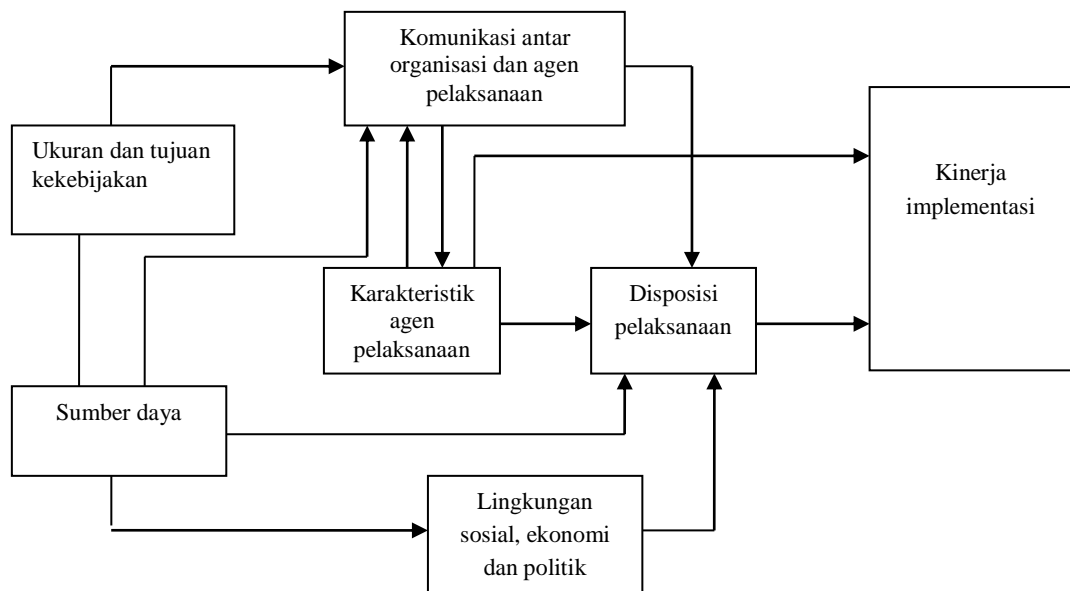 Komunikasi antar
organisasi dan agen
pelaksanaan
Ukuran dan tujuan
kekebijakan
Kinerja
implementasi
Karakteristik
agen
pelaksanaan
Disposisi
pelaksanaan
Sumber daya
Lingkungan
sosial, ekonomi
dan politik